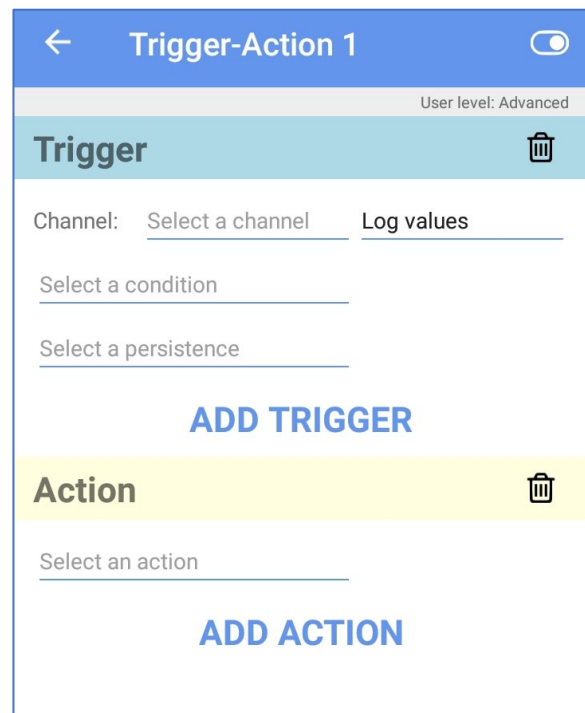 Trigger-Action 1
User level: Advanced
Trigger
Channel: Select a channel Log values
Select a condition
Select a persistence
ADD TRIGGER
Action
Select an action
ADD ACTION